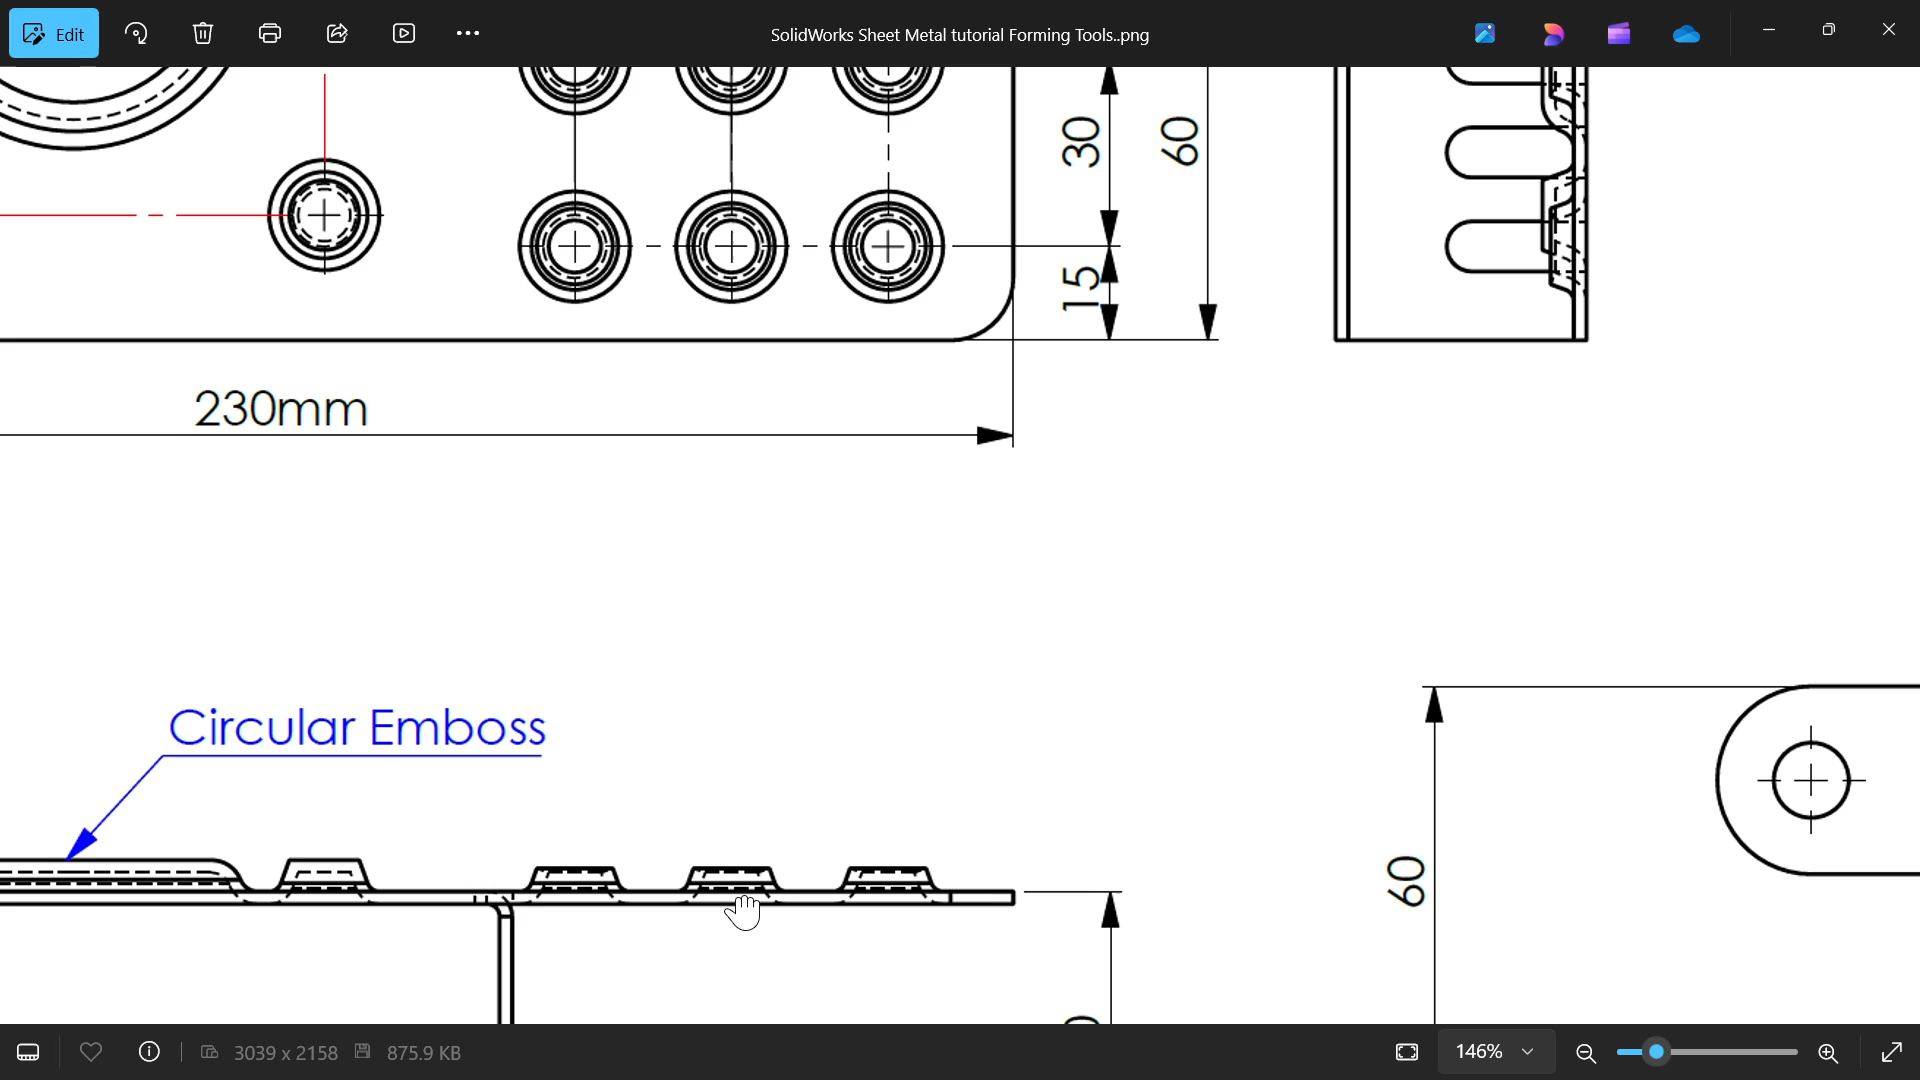 Edit
SolidWorks Sheet Metal tutorial Forming Tools..png
30
60
15
230mm
Circular Emboss
60
3039 x 2158
875.9 KB
146%